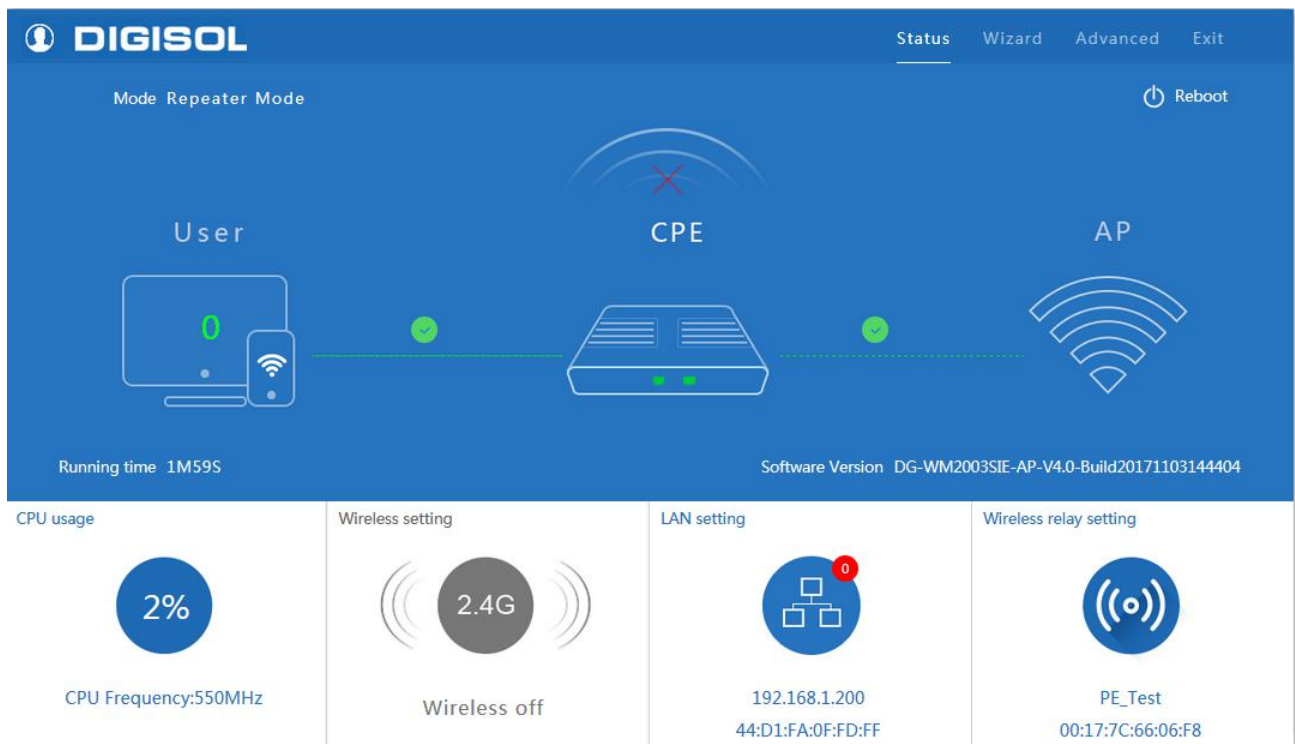 DIGISOL
Status Wizard Advanced Exit
Mode Repeater Mode
Reboot
User
CPE
AP
0
Running time 1M59S
Software Version DG-WM2003SIE-AP-V4.0-Build20171103144404
CPU usage
Wireless setting
LAN setting
Wireless relay setting
2%
2.4G
0
CPU Frequency:550MHz
Wireless off
192.168.1.200
PE_Test
44:D1:FA:0F:FD:FF
00:17:7C:66:06:F8